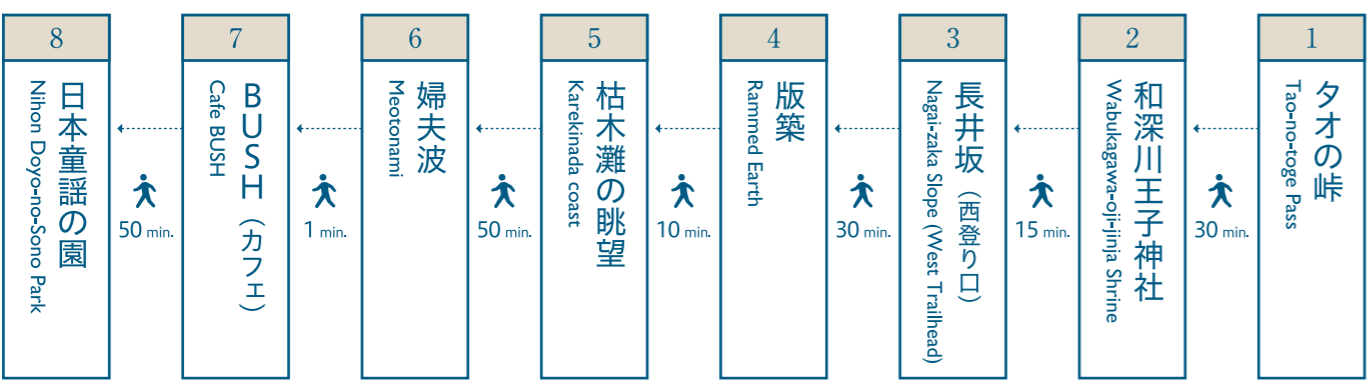 1
タオの峠
Tao-no-toge Pass
30 min.
2
和深川王子神社
Wabukagawa-oji-jinja Shrine
15 min.
3
長井坂（西登り口）
Nagai-zaka Slope (West Trailhead)
30 min.
4
版築
Rammed Earth
10 min.
5
枯木灘の眺望
Karekinada coast
50 min.
6
婦夫波
Meotonami
1 min.
7
BUSH（カフェ）
Cafe BUSH
50 min.
8
日本童謡の園
Nihon Doyo-no-Sono Park